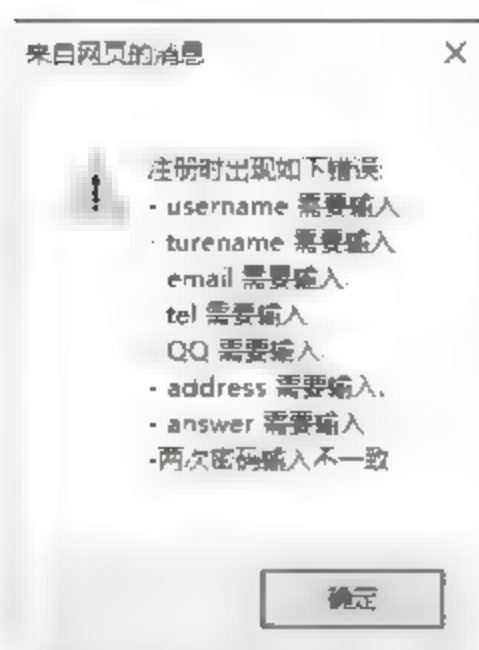 来自网页的消息
注册时出现如下错误:
- username 需要输入
- turename 需要输入
email 需要输入.
tel 需要输入
QQ 需要输入.
- address 需要输入.
- answer 需要输入
-两次密码输入不一致
确定